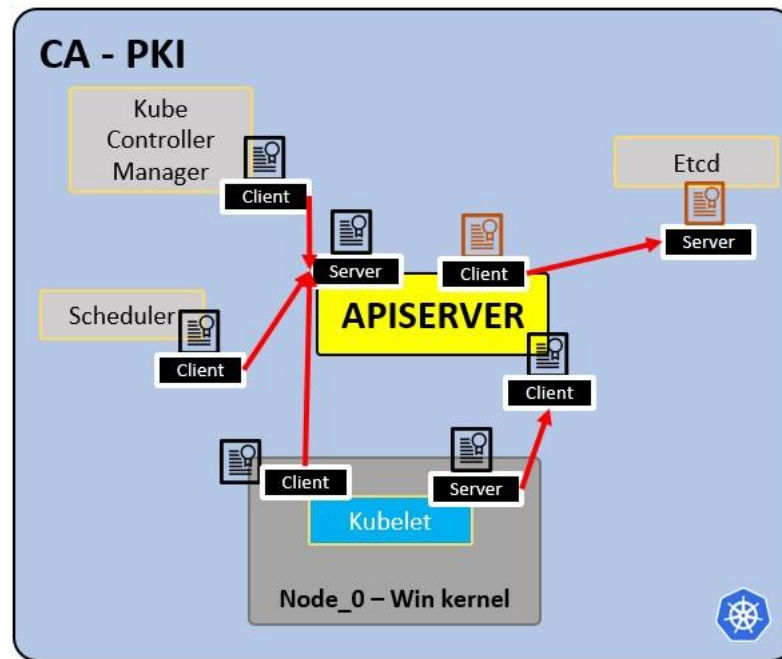 CA - PKI
Kube
Controller
Manager
Client
Etcd
Server
Server
Client
APISERVER
Scheduler
Client
Client
Client
Server
Kubelet
Node_0 – Win kernel